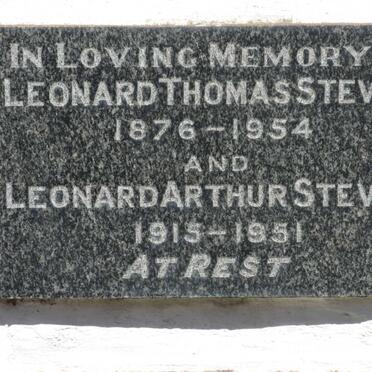 IN LOVING MEMORY
LEONARD THOMAS STEV
1876-1954
AND
LEONARD ARTHUR STEV
1915-1951
AT REST